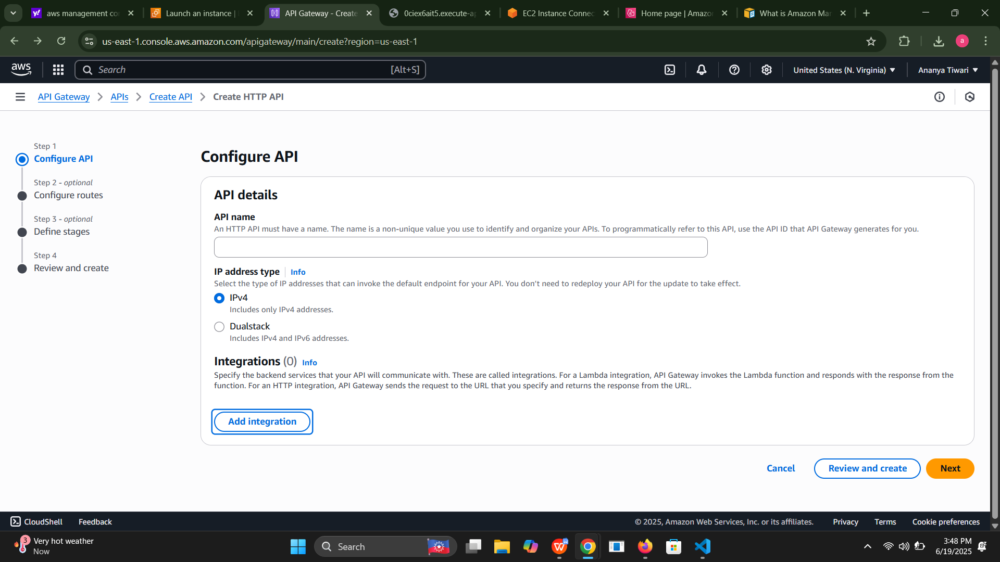 aws management co
Launch an instance |
API Gateway - Create
0ciex6ait5.execute-ap
EC2 Instance Connec
Home page | Amazo
What is Amazon Mar
us-east-1.console.aws.amazon.com/apigateway/main/create?region=us-east-1
a
aws
Search
[Alt+S]
United States (N. Virginia)
Ananya Tiwari
API Gateway
APIs
Create API
Create HTTP API
Step 1
Configure API
Step 2 - optional
Configure routes
Step 3 - optional
Define stages
Step 4
Review and create
Configure API
API details
API name
An HTTP API must have a name. The name is a non-unique value you use to identify and organize your APIs. To programmatically refer to this API, use the API ID that API Gateway generates for you.
IP address type
Info
Select the type of IP addresses that can invoke the default endpoint for your API. You don't need to redeploy your API for the update to take effect.
IPv4
Includes only IPv4 addresses.
Dualstack
Includes IPv4 and IPv6 addresses.
Integrations (0)
Info
Specify the backend services that your API will communicate with. These are called integrations. For a Lambda integration, API Gateway invokes the Lambda function and responds with the response from the
function. For an HTTP integration, API Gateway sends the request to the URL that you specify and returns the response from the URL.
Add integration
Cancel
Review and create
Next
CloudShell
Feedback
© 2025, Amazon Web Services, Inc. or its affiliates.
Privacy
Terms
Cookie preferences
3
Very hot weather
Now
Search
3:48 PM
6/19/2025